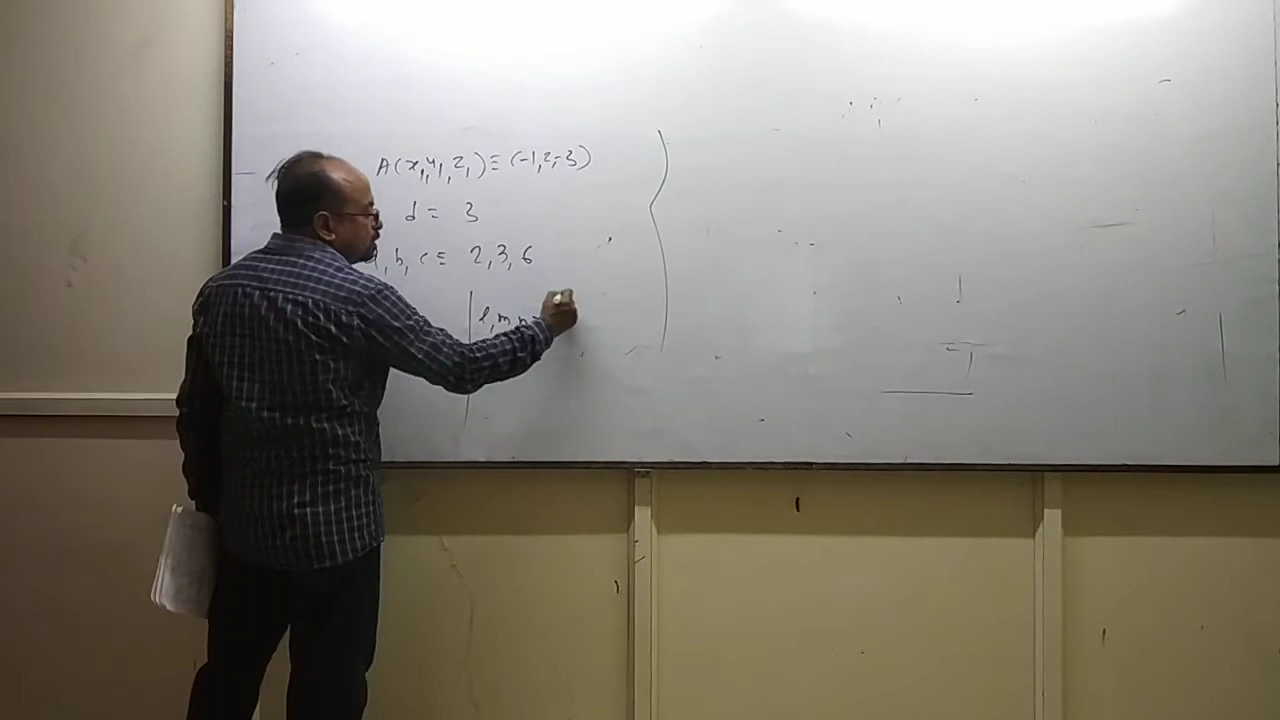 A(x₁, y₁, z₁) ≡ (-1, 2, -3)
d = 3
a, b, c ≡ 2, 3, 6
l, m, n =